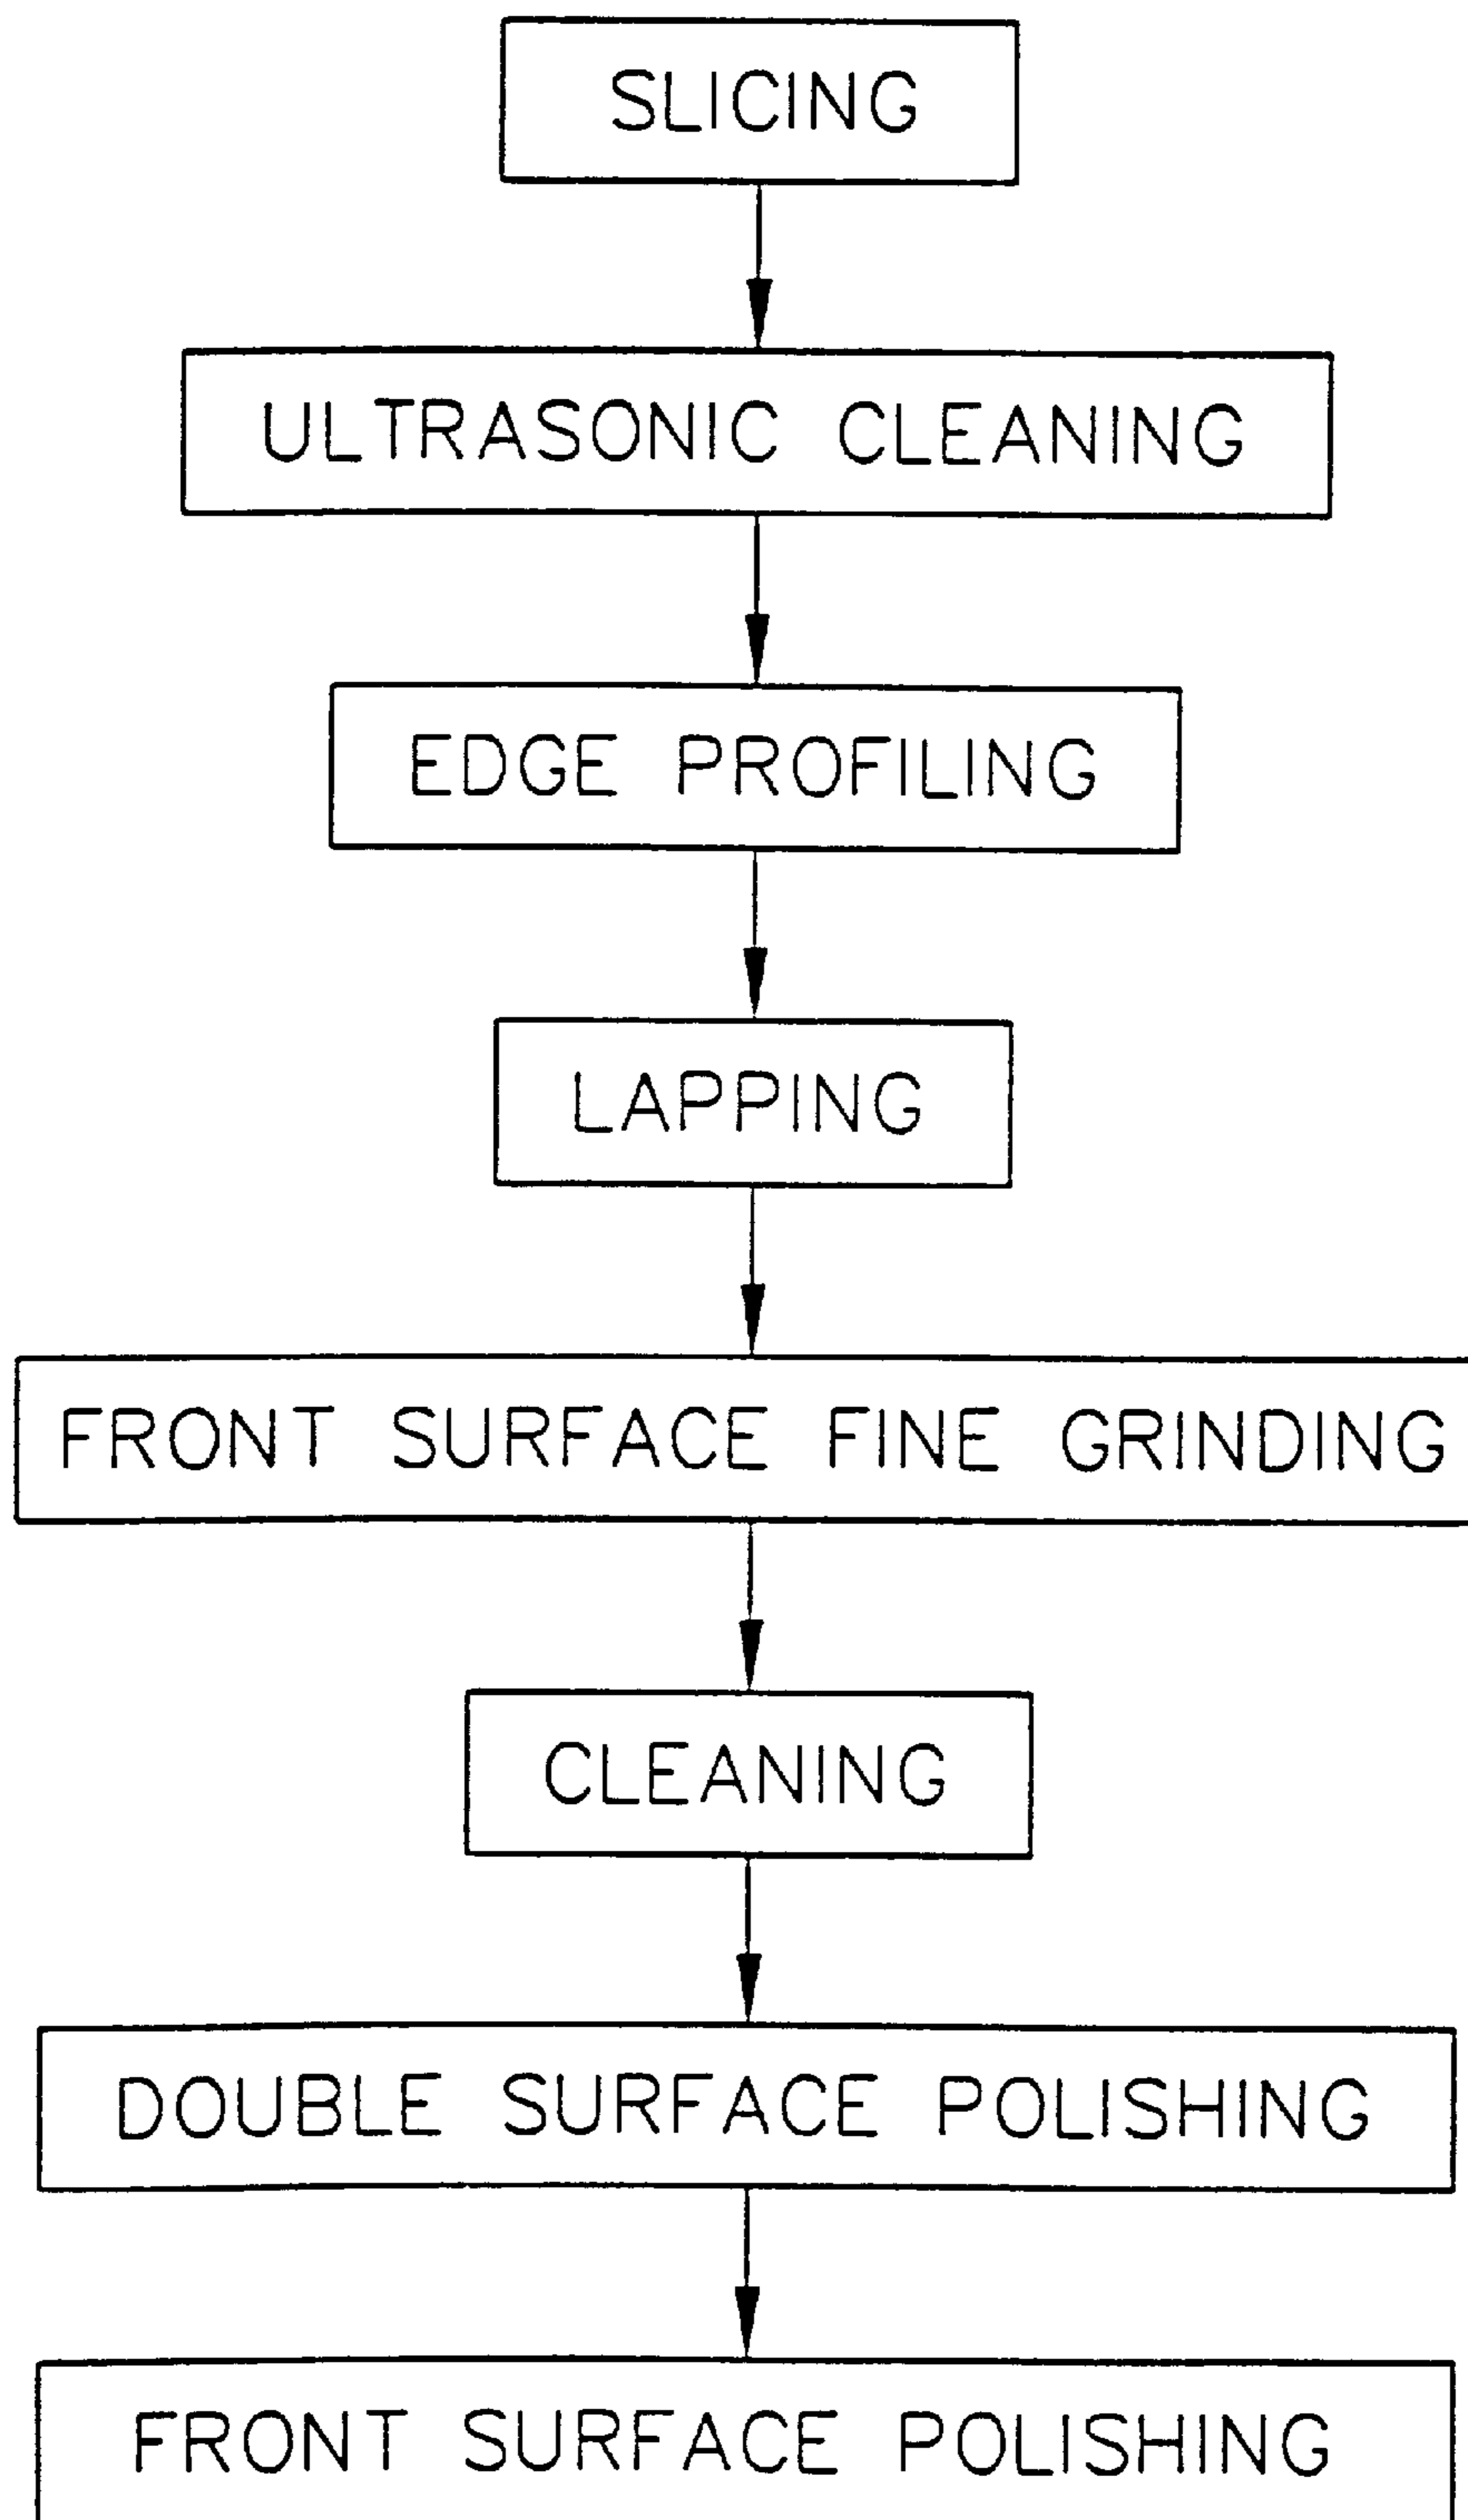 SLICING
ULTRASONIC CLEANING
EDGE PROFILING
LAPPING
FRONT SURFACE FINE GRINDING
CLEANING
DOUBLE SURFACE POLISHING
FRONT SURFACE POLISHING